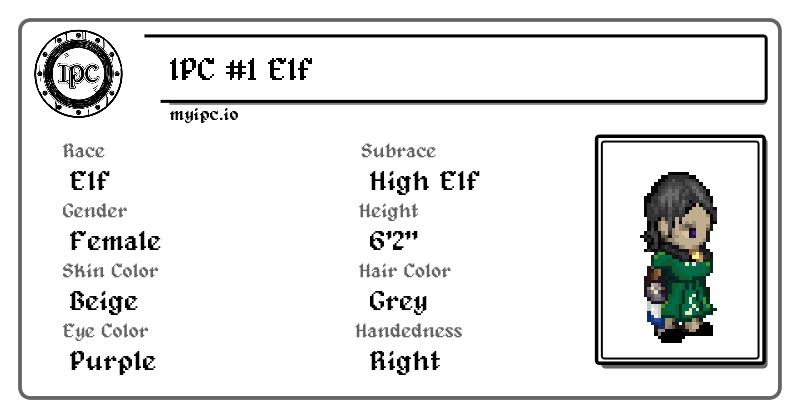 IPC
IPC #1 Elf
myipc.io
Race
Elf
Subrace
High Elf
Gender
Female
Height
6'2"
Skin Color
Beige
Hair Color
Grey
Eye Color
Purple
Handedness
Right